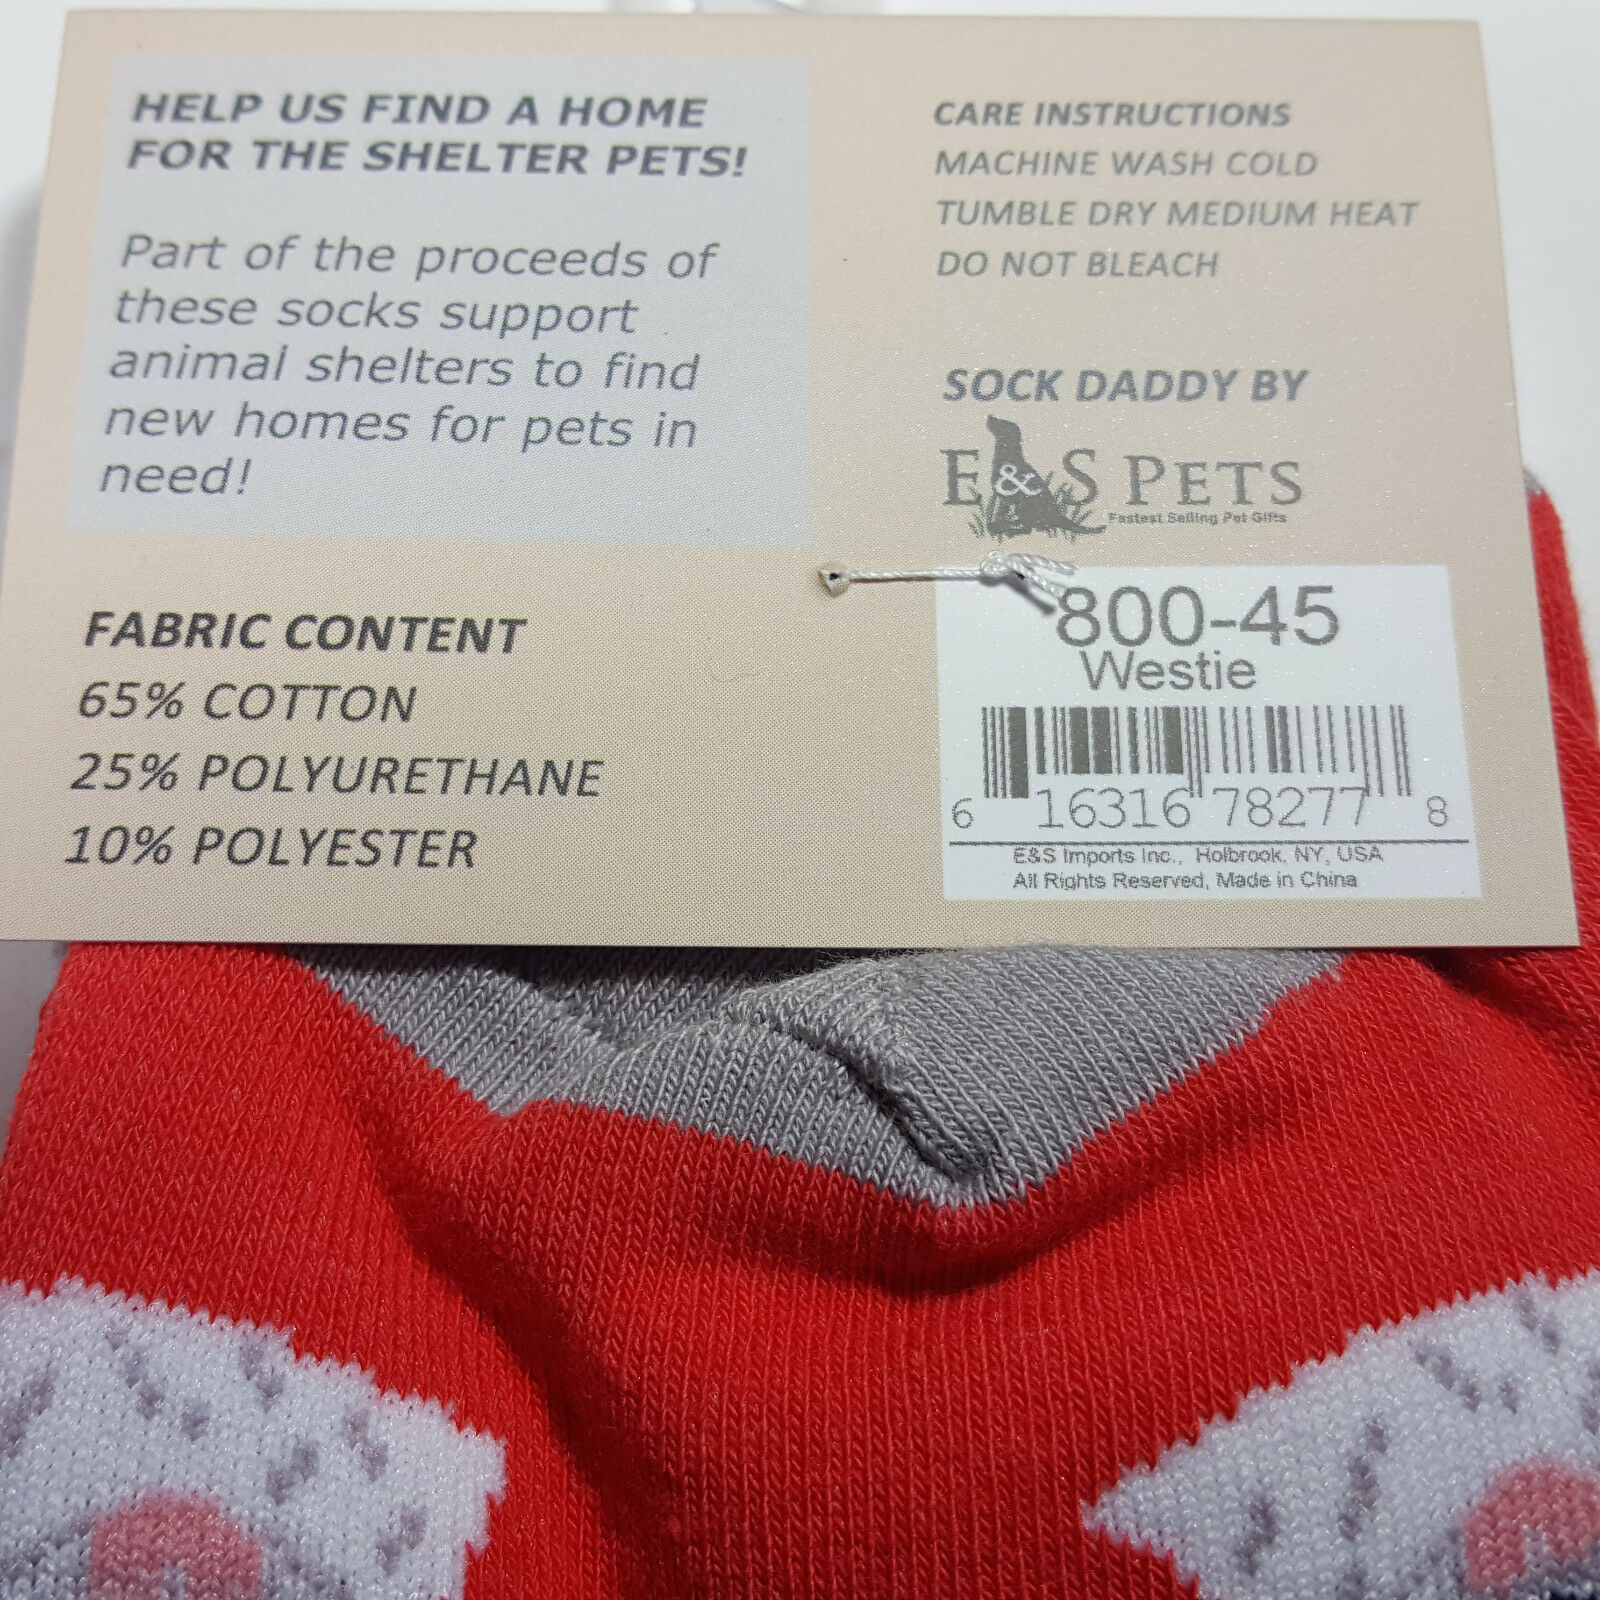 HELP US FIND A HOME
FOR THE SHELTER PETS!
Part of the proceeds of
these socks support
animal shelters to find
new homes for pets in
need!
FABRIC CONTENT
65% COTTON
25% POLYURETHANE
10% POLYESTER
CARE INSTRUCTIONS
MACHINE WASH COLD
TUMBLE DRY MEDIUM HEAT
DO NOT BLEACH
SOCK DADDY BY
E&S PETS
Fastest Selling Pet Gifts
800-45
Westie
6 16316 78277 8
E&S Imports Inc., Holbrook, NY, USA
All Rights Reserved, Made in China